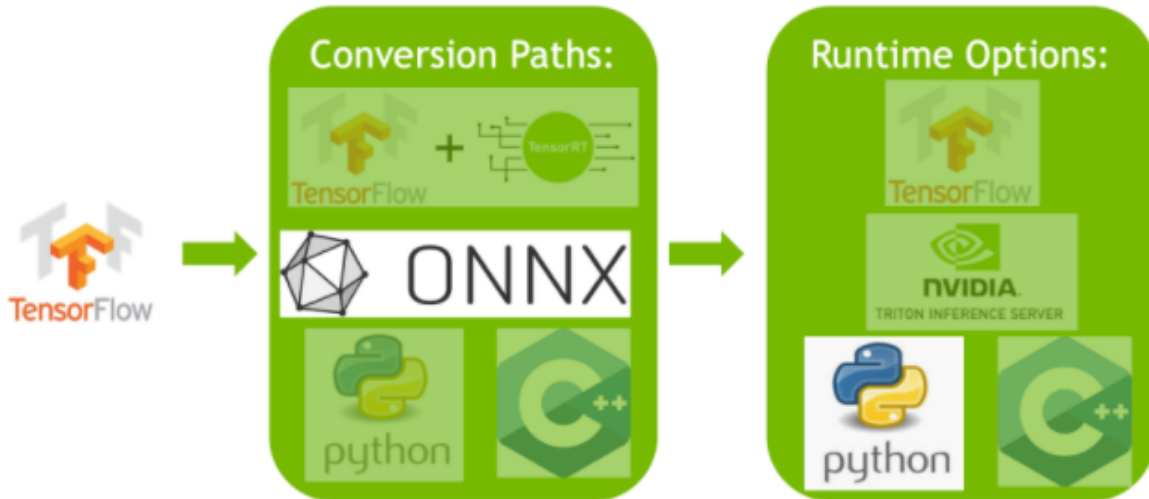 TensorFlow
Conversion Paths:
TensorFlow + TensorRT
ONNX
python
C++
Runtime Options:
TensorFlow
NVIDIA.
TRITON INFERENCE SERVER
python
C++